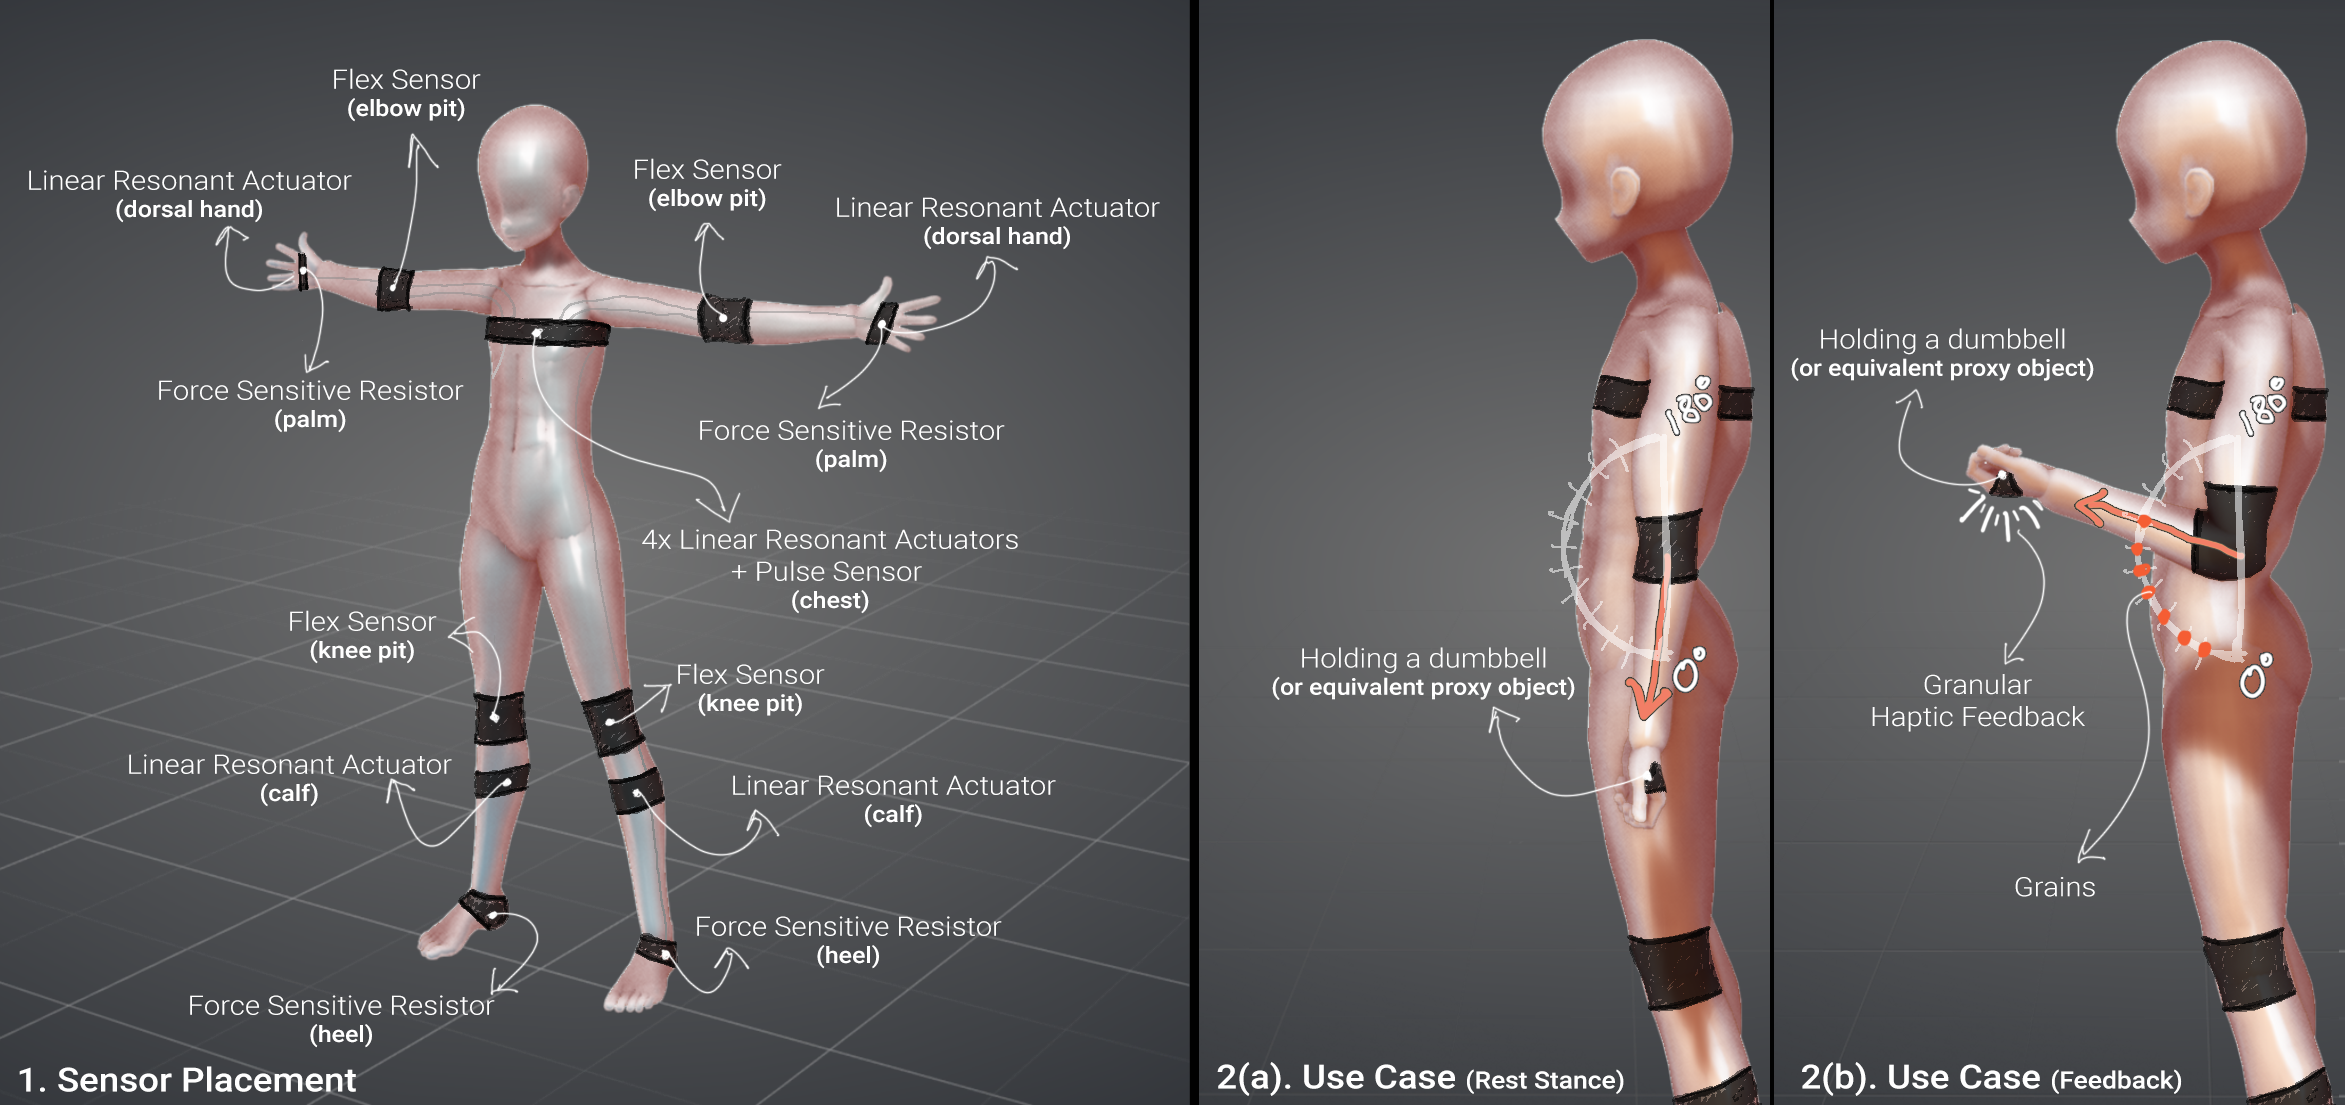 Flex Sensor
(elbow pit)
Linear Resonant Actuator
(dorsal hand)
Flex Sensor
(elbow pit)
Linear Resonant Actuator
(dorsal hand)
Force Sensitive Resistor
(palm)
Force Sensitive Resistor
(palm)
4x Linear Resonant Actuators
+ Pulse Sensor
(chest)
Flex Sensor
(knee pit)
Flex Sensor
(knee pit)
Linear Resonant Actuator
(calf)
Linear Resonant Actuator
(calf)
Force Sensitive Resistor
(heel)
Force Sensitive Resistor
(heel)
1. Sensor Placement
180°
0°
Holding a dumbbell
(or equivalent proxy object)
2(a). Use Case (Rest Stance)
Holding a dumbbell
(or equivalent proxy object)
180°
0°
Granular
Haptic Feedback
Grains
2(b). Use Case (Feedback)